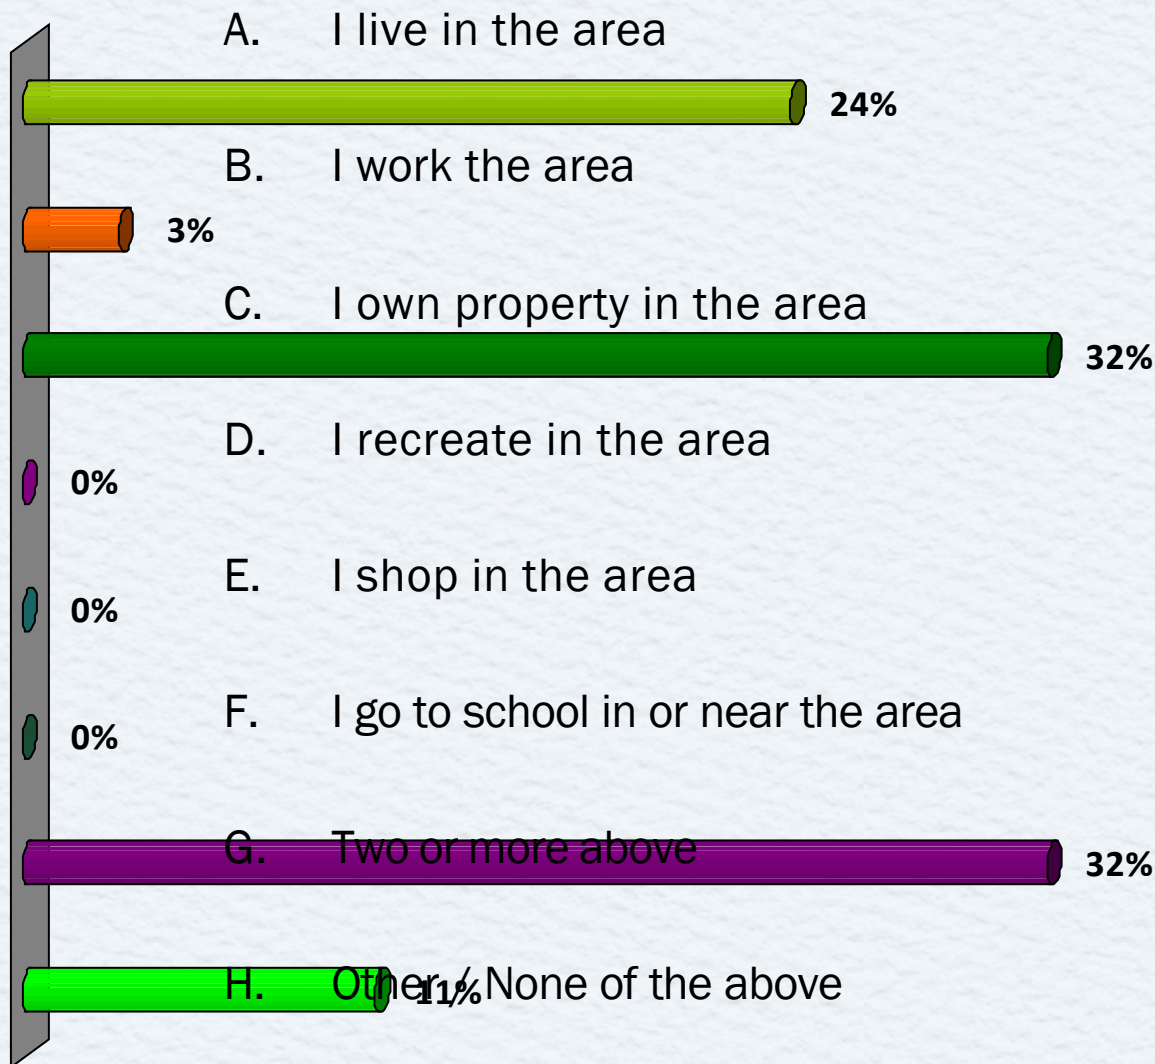 A. I live in the area
24%
B. I work the area
3%
C. I own property in the area
32%
D. I recreate in the area
0%
E. I shop in the area
0%
F. I go to school in or near the area
0%
G. Two or more above
32%
H. Other / None of the above
11%